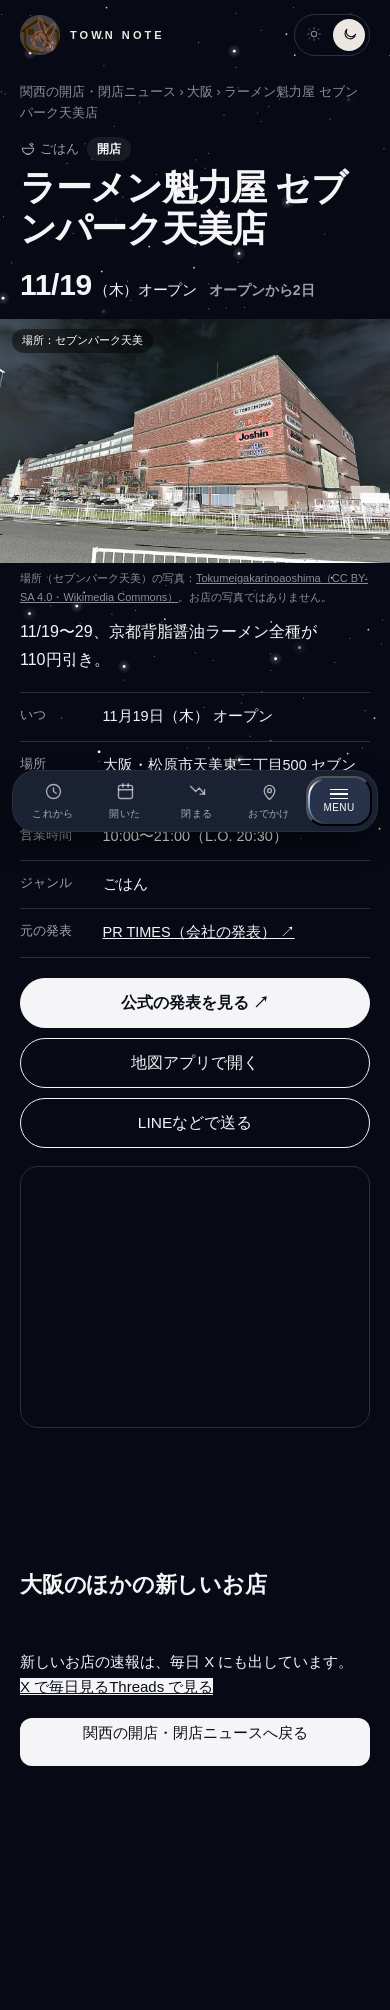 TOWN NOTE
関西の開店・閉店ニュース › 大阪 › ラーメン魁力屋 セブン
パーク天美店
ごはん 開店
ラーメン魁力屋 セブ
ンパーク天美店
11/19（木）オープン オープンから2日
場所：セブンパーク天美
SEVEN PARK
Joshin
場所（セブンパーク天美）の写真：Tokumeigakarinoaoshima（CC BY-
SA 4.0・Wikimedia Commons）。お店の写真ではありません。
11/19〜29、京都背脂醤油ラーメン全種が
110円引き。
いつ 11月19日（木） オープン
場所 大阪・松原市天美東三丁目500 セブン
これから 開いた 閉まる おでかけ MENU
営業時間 10:00〜21:00（L.O. 20:30）
ジャンル ごはん
元の発表 PR TIMES（会社の発表） ↗
公式の発表を見る ↗
地図アプリで開く
LINEなどで送る
大阪のほかの新しいお店
新しいお店の速報は、毎日 X にも出しています。
X で毎日見るThreads で見る
関西の開店・閉店ニュースへ戻る